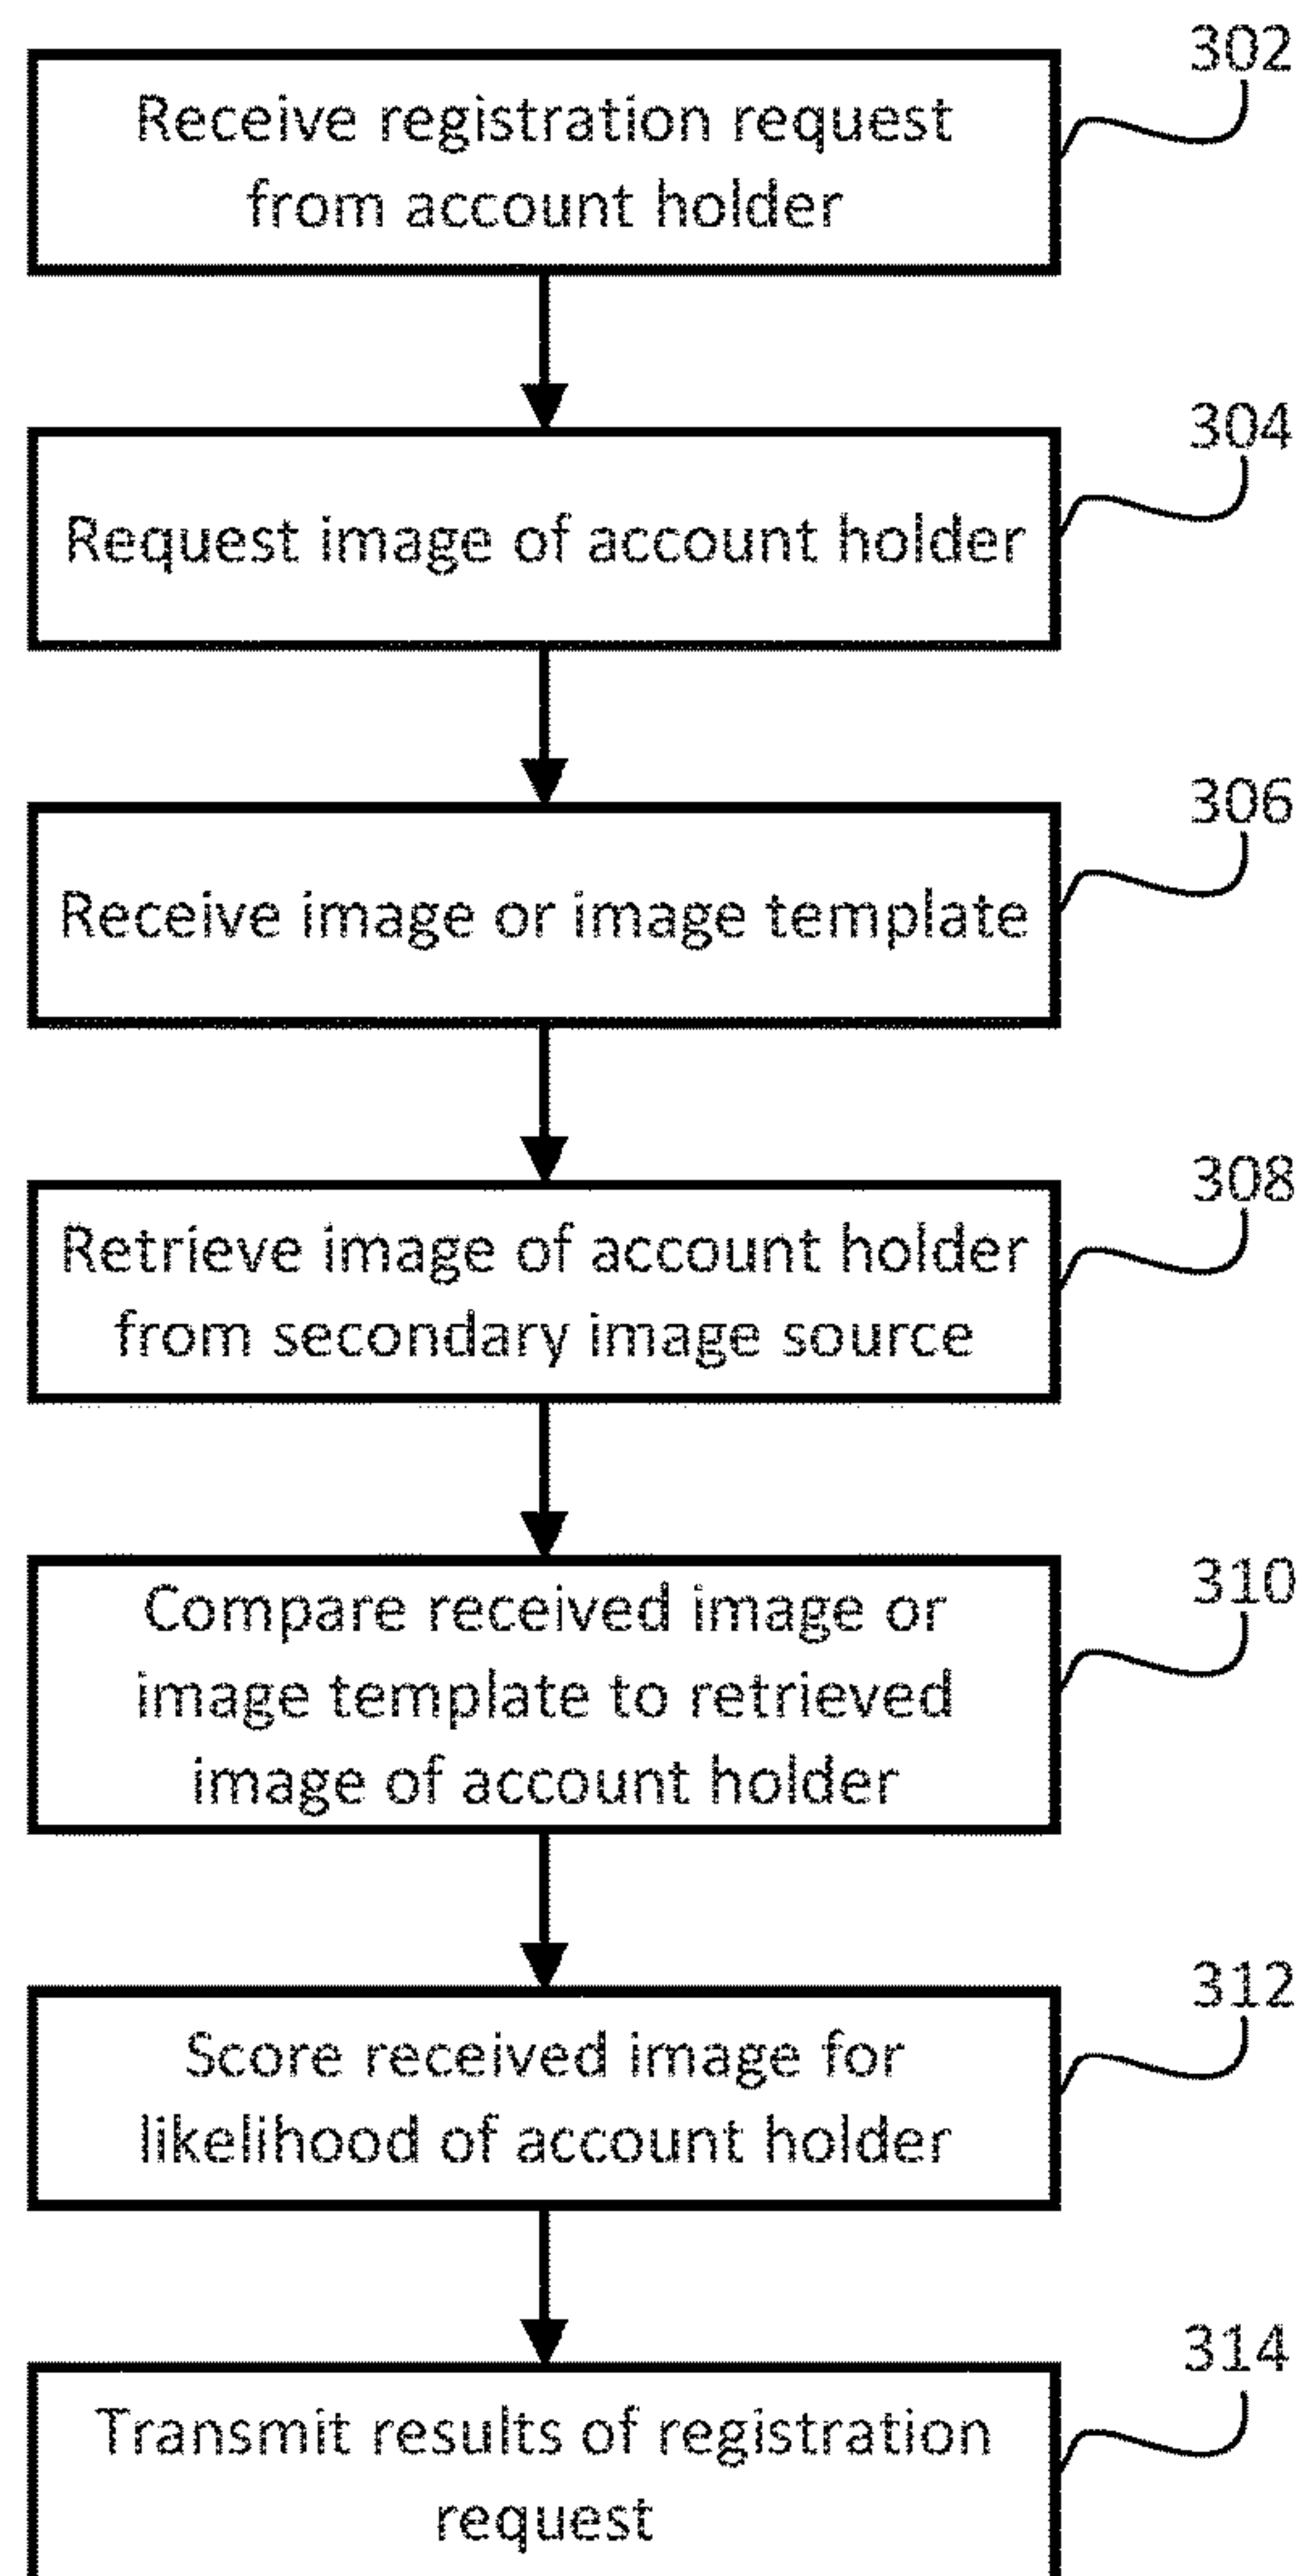 302
Receive registration request
from account holder
304
Request image of account holder
306
Receive image or image template
308
Retrieve image of account holder
from secondary image source
310
Compare received image or
image template to retrieved
image of account holder
312
Score received image for
likelihood of account holder
314
Transmit results of registration
request